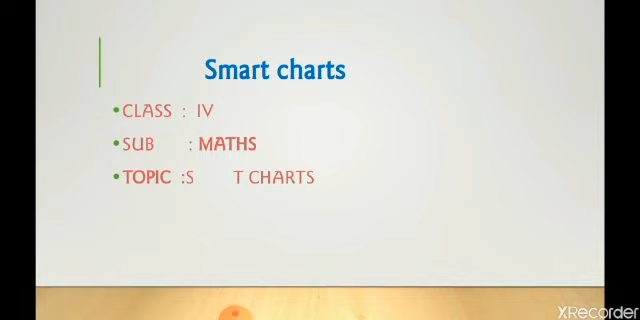 Smart charts
•CLASS : IV
•SUB : MATHS
•TOPIC :S T CHARTS
XRecorder